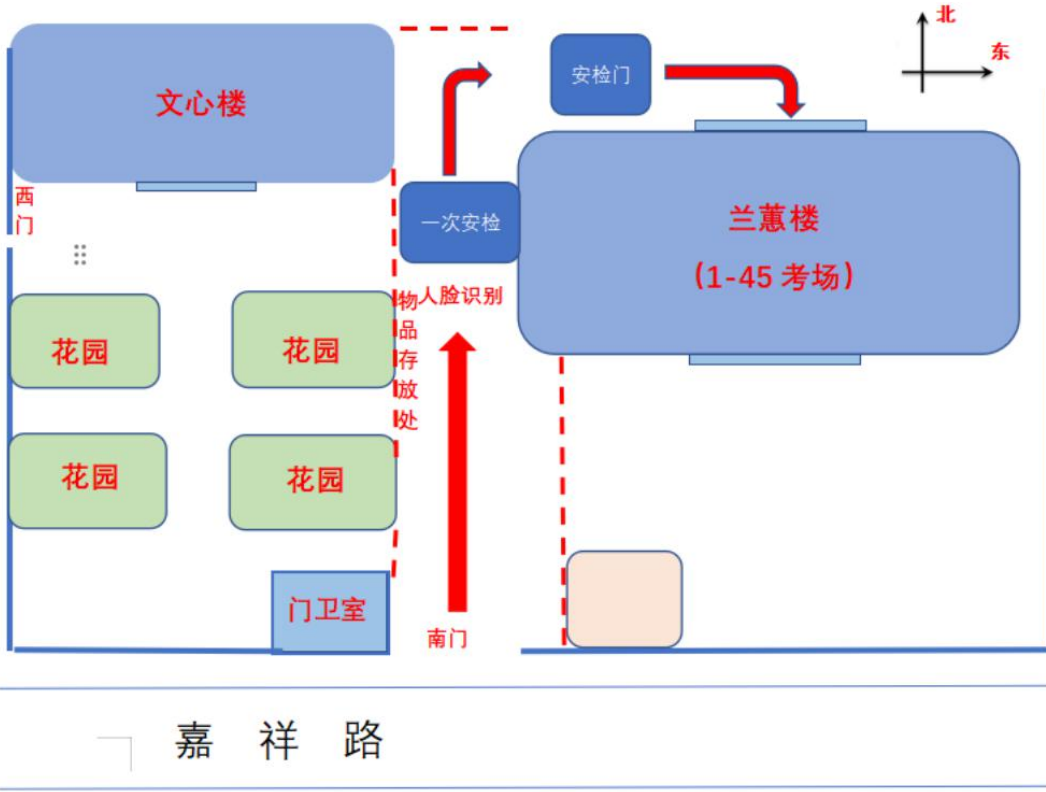 北
东
安检门
文心楼
西门
一次安检
兰蕙楼
(1-45 考场)
人脸识别
物品存放处
花园
花园
花园
花园
门卫室
南门
嘉祥路